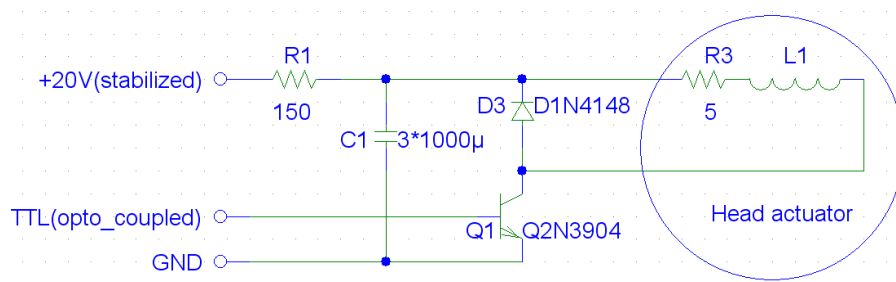 R1
R3
L1
+20V(stabilized)
D3
D1N4148
150
5
C1
3*1000µ
TTL(opto_coupled)
Q1
Q2N3904
Head actuator
GND